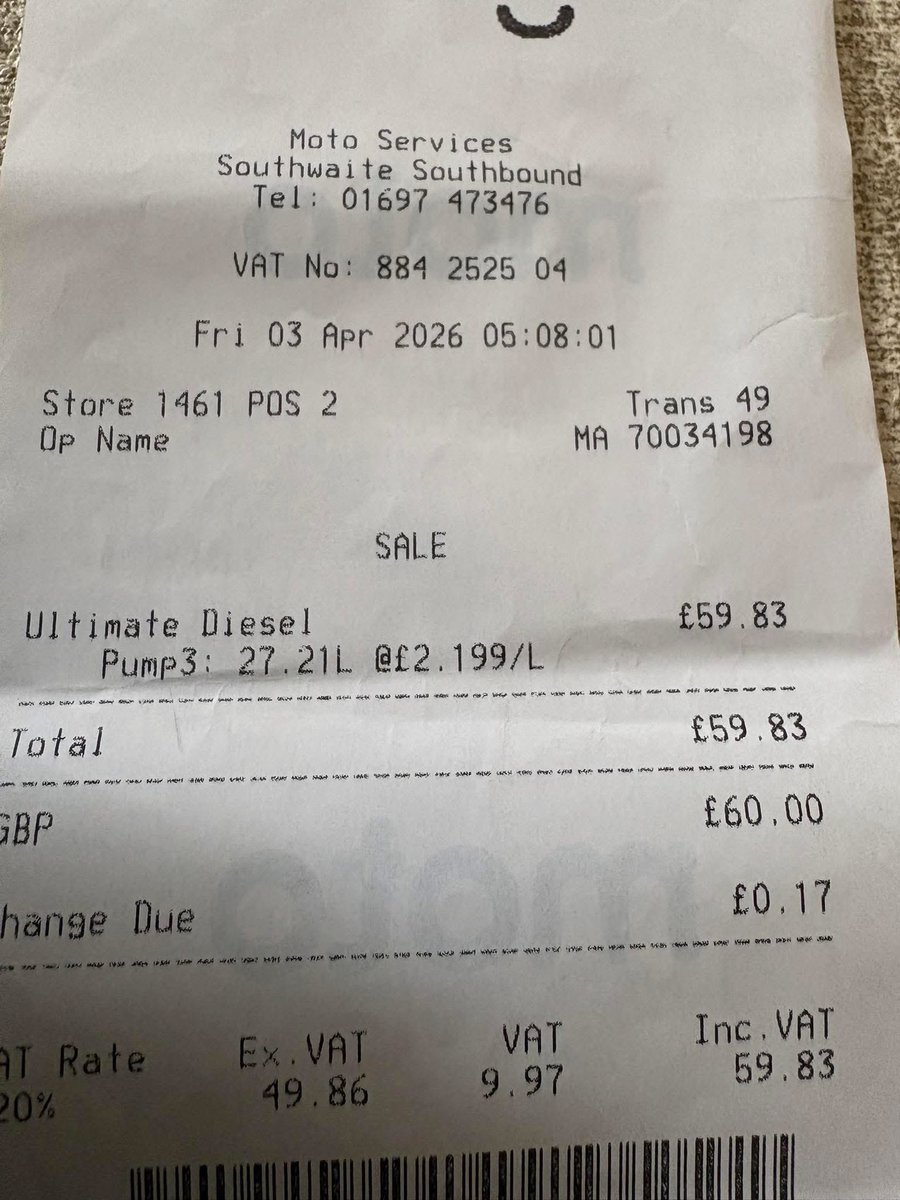 Moto Services
Southwaite Southbound
Tel: 01697 473476
VAT No: 884 2525 04
Fri 03 Apr 2026 05:08:01
Store 1461 POS 2 Trans 49
Op Name MA 70034198
SALE
Ultimate Diesel £59.83
Pump3: 27.21L @£2.199/L
Total £59.83
GBP £60.00
hange Due £0.17
AT Rate Ex.VAT VAT Inc.VAT
20% 49.86 9.97 59.83
moto